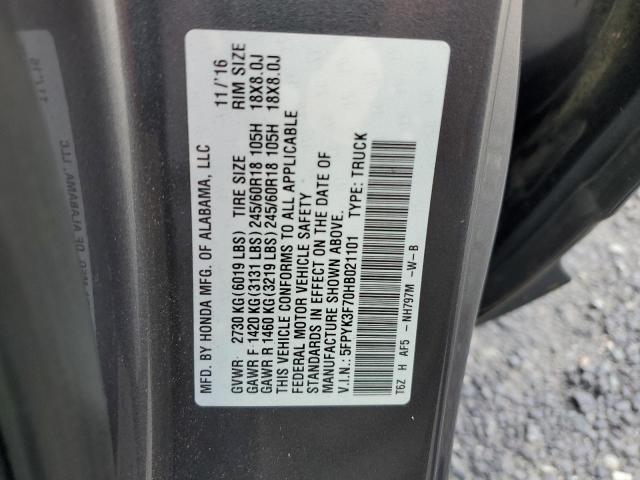 MFD. BY HONDA MFG. OF ALABAMA, LLC 11/'16
GVWR 2730 KG(6019 LBS) TIRE SIZE RIM SIZE
GAWR F 1420 KG(3131 LBS) 245/60R18 105H 18X8.0J
GAWR R 1460 KG(3219 LBS) 245/60R18 105H 18X8.0J
THIS VEHICLE CONFORMS TO ALL APPLICABLE
FEDERAL MOTOR VEHICLE SAFETY
STANDARDS IN EFFECT ON THE DATE OF
MANUFACTURE SHOWN ABOVE.
V.I.N.: 5FPYK3F70HB021101 TYPE: TRUCK
T6Z H AF5 - NH797M -W-B